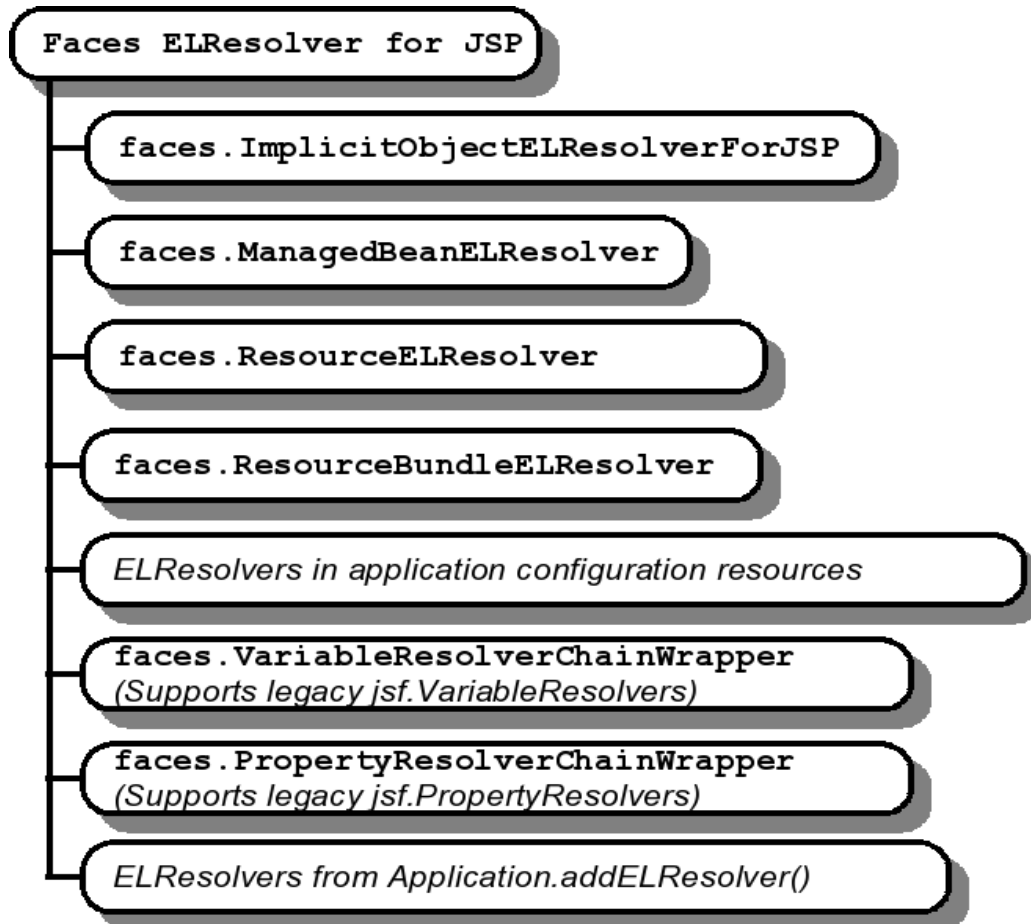 Faces ELResolver for JSP
faces.ImplicitObjectELResolverForJSP
faces.ManagedBeanELResolver
faces.ResourceELResolver
faces.ResourceBundleELResolver
ELResolvers in application configuration resources
faces.VariableResolverChainWrapper
(Supports legacy jsf.VariableResolvers)
faces.PropertyResolverChainWrapper
(Supports legacy jsf.PropertyResolvers)
ELResolvers from Application.addELResolver()